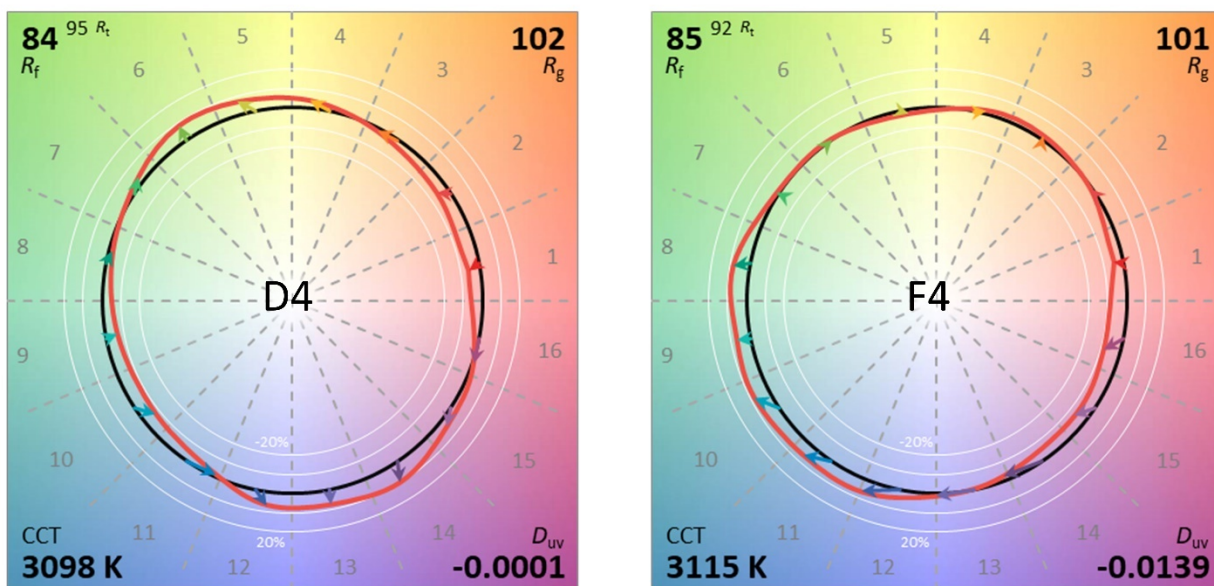 84 95 Rt 5 4 102
Rf 6 3 Rg
7 2
8 1
D4
9 16
-20%
10 15
CCT 11 20% 14 Duv
3098 K 12 13 -0.0001
85 92 Rt 5 4 101
Rf 6 3 Rg
7 2
8 1
F4
9 16
-20%
10 15
CCT 11 20% 14 Duv
3115 K 12 13 -0.0139